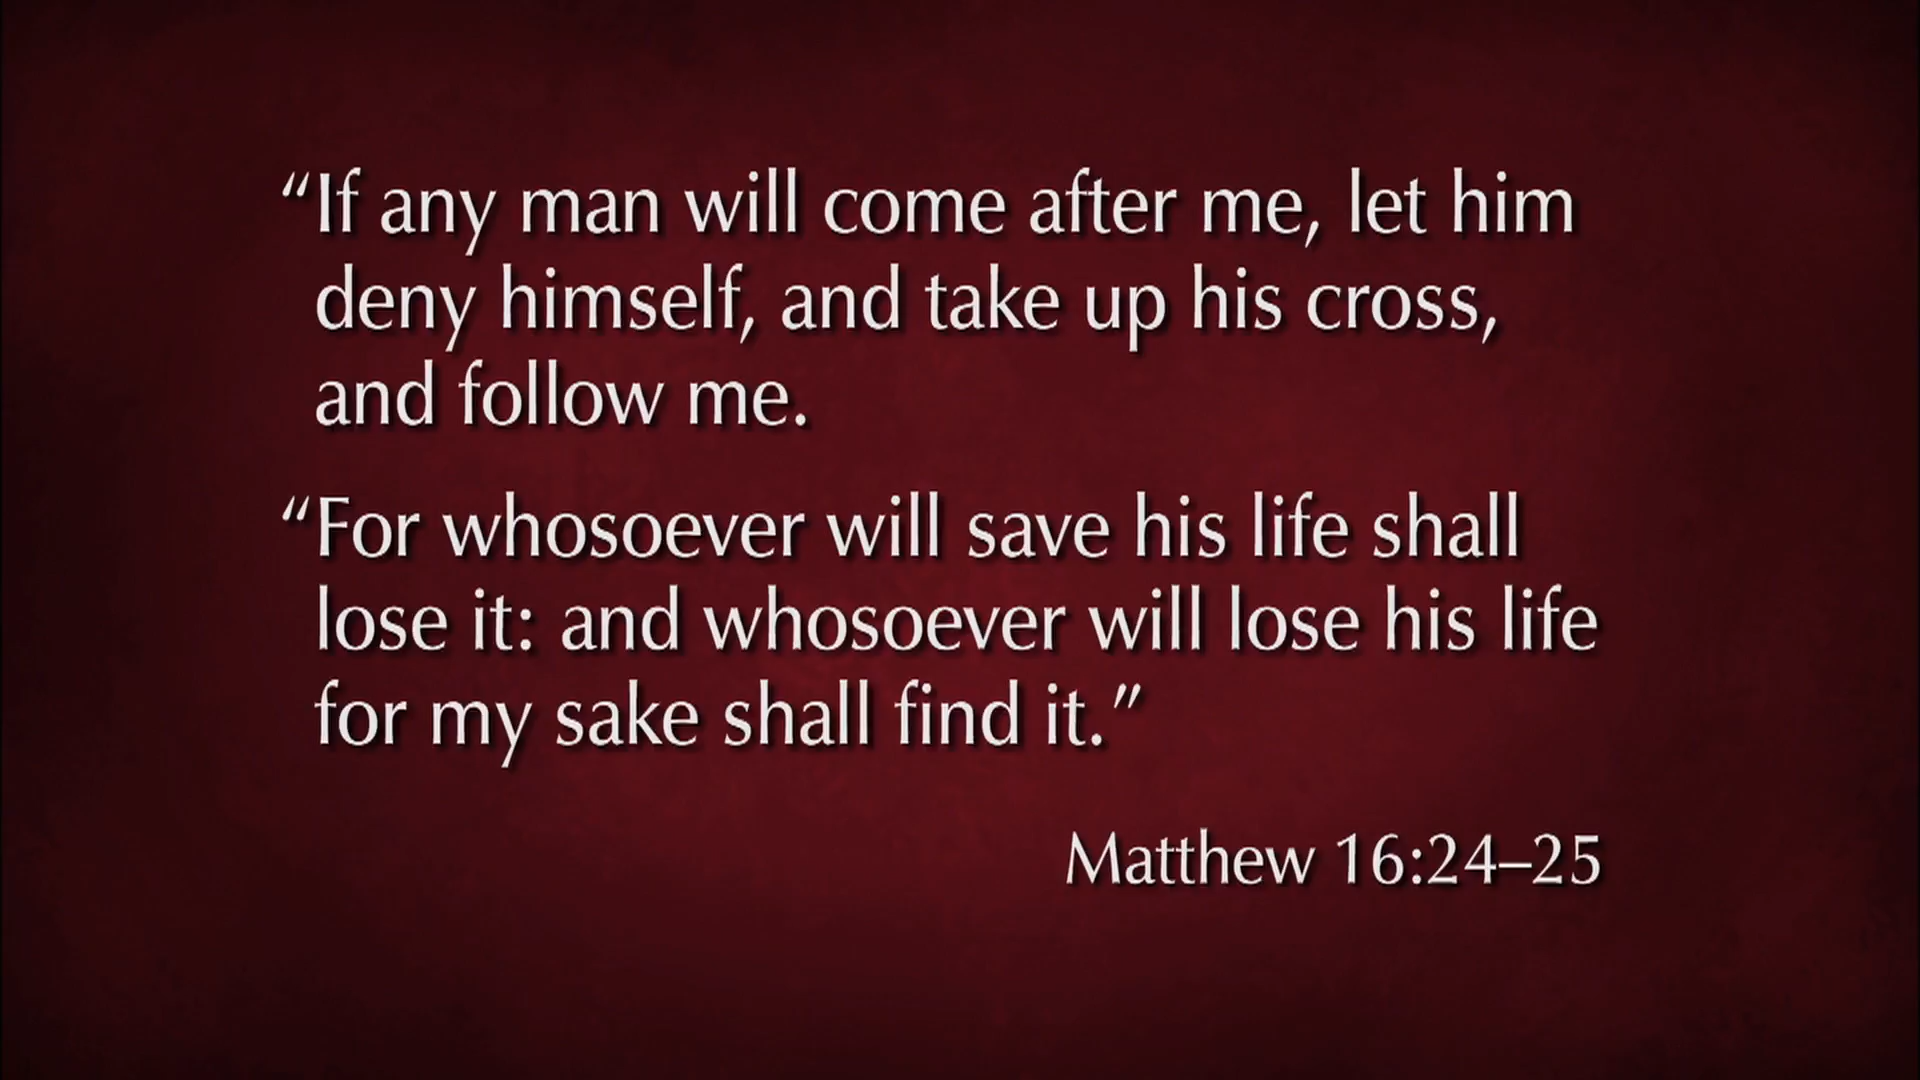 “If any man will come after me, let him
deny himself, and take up his cross,
and follow me.
“For whosoever will save his life shall
lose it: and whosoever will lose his life
for my sake shall find it.”
Matthew 16:24–25